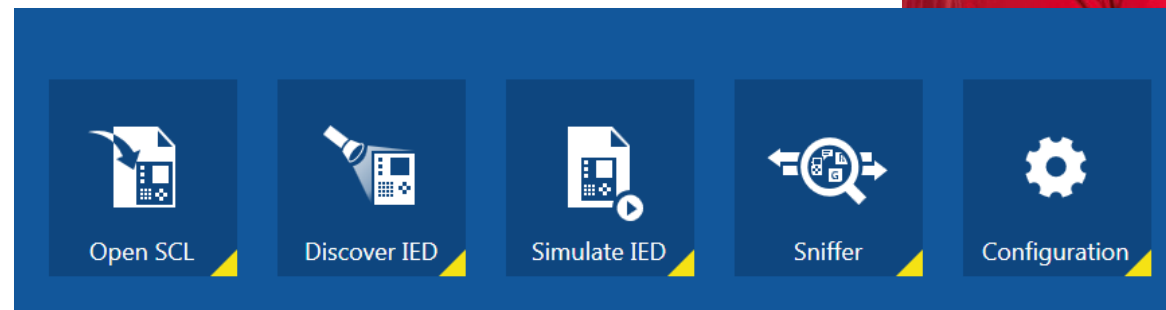 Open SCL
Discover IED
Simulate IED
Sniffer
Configuration